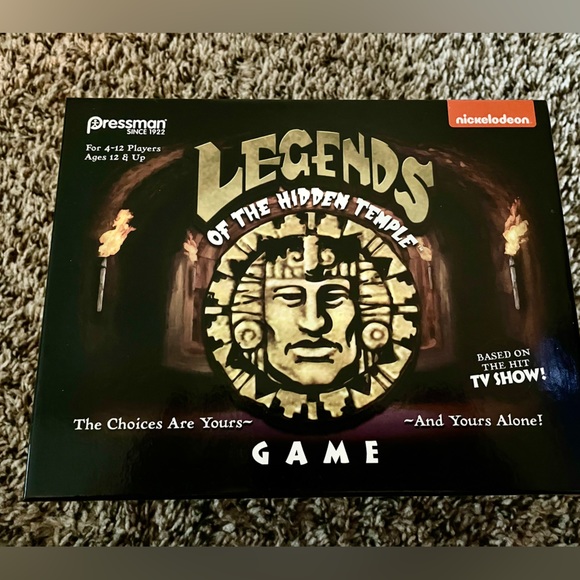 Pressman
SINCE 1922
nickelodeon
For 4-12 Players
Ages 12 & Up
LEGENDS
OF THE HIDDEN TEMPLE
BASED ON
THE HIT
TV SHOW!
The Choices Are Yours~
~And Yours Alone!
GAME